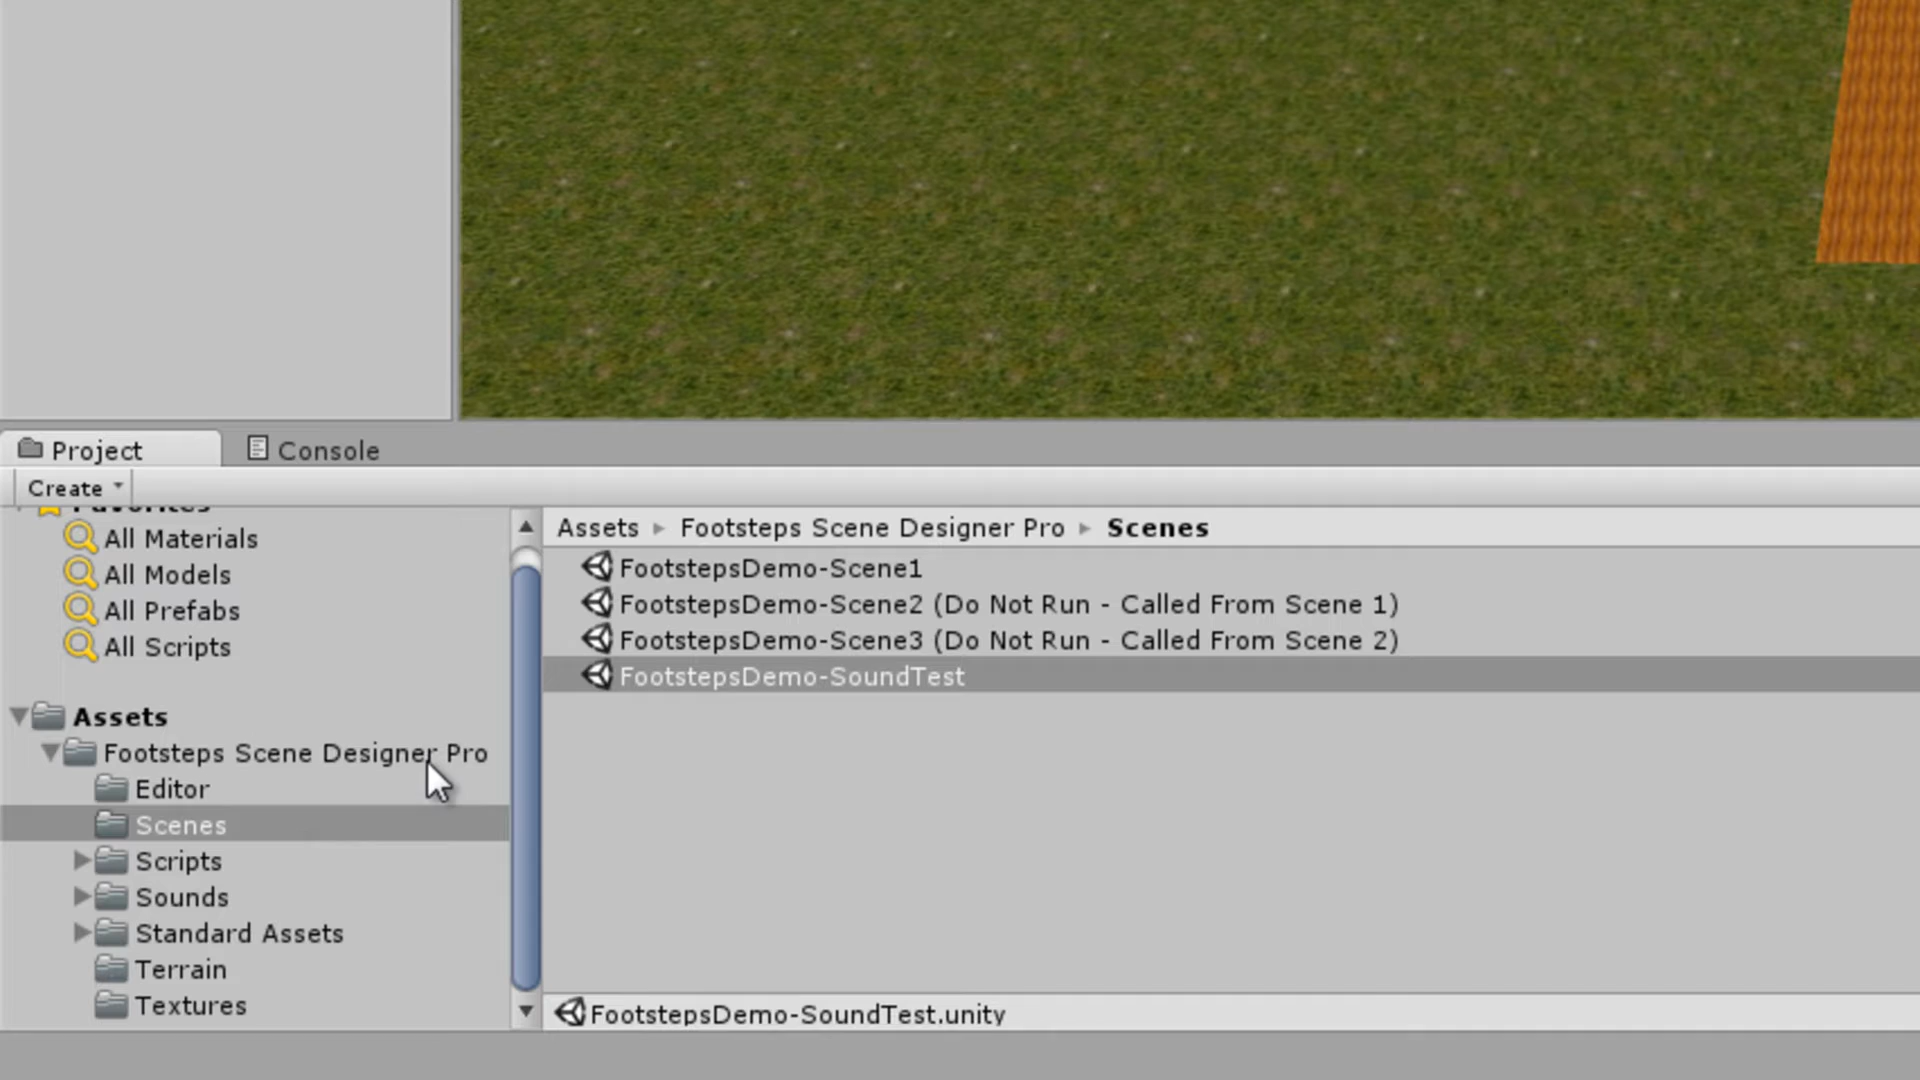 Project
Console
Create
Favorites
All Materials
All Models
All Prefabs
All Scripts
Assets
Footsteps Scene Designer Pro
Editor
Scenes
Scripts
Sounds
Standard Assets
Terrain
Textures
Assets ▸ Footsteps Scene Designer Pro ▸ Scenes
FootstepsDemo-Scene1
FootstepsDemo-Scene2 (Do Not Run - Called From Scene 1)
FootstepsDemo-Scene3 (Do Not Run - Called From Scene 2)
FootstepsDemo-SoundTest
FootstepsDemo-SoundTest.unity